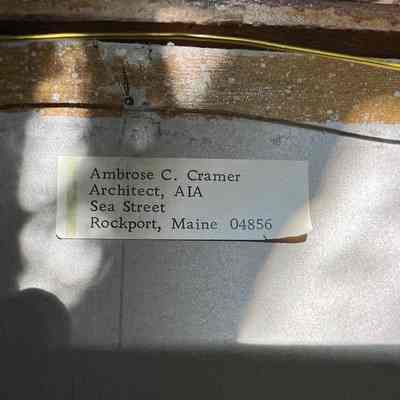 Ambrose C. Cramer
Architect, AIA
Sea Street
Rockport, Maine 04856